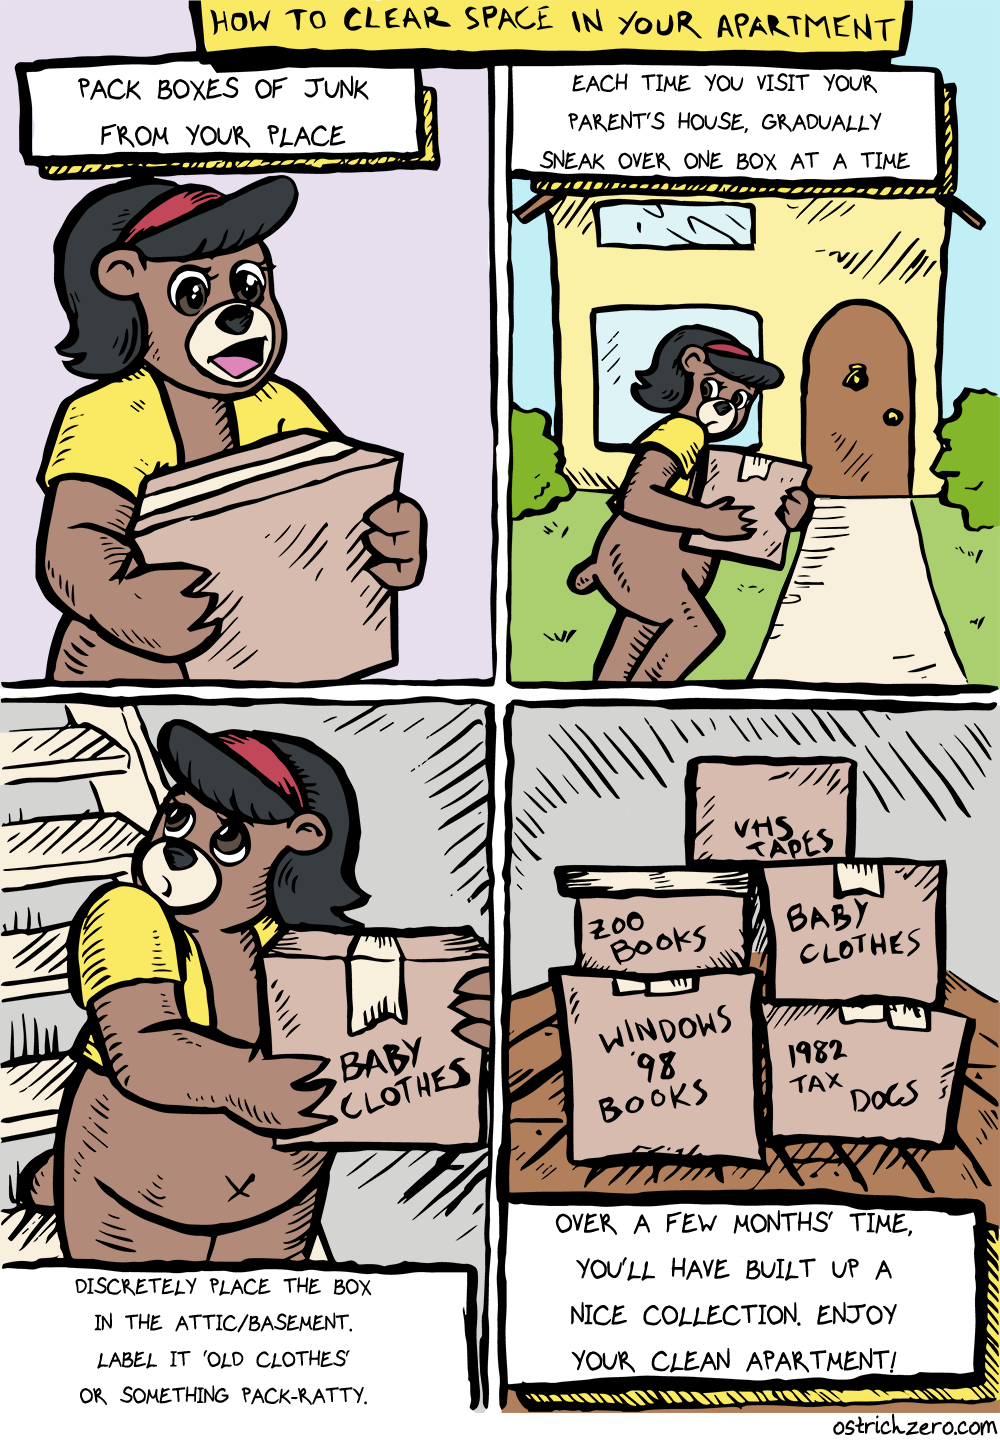 HOW TO CLEAR SPACE IN YOUR APARTMENT
PACK BOXES OF JUNK
FROM YOUR PLACE
EACH TIME YOU VISIT YOUR
PARENT'S HOUSE, GRADUALLY
SNEAK OVER ONE BOX AT A TIME
BABY
CLOTHES
DISCRETELY PLACE THE BOX
IN THE ATTIC/BASEMENT.
LABEL IT 'OLD CLOTHES'
OR SOMETHING PACK-RATTY.
VHS
TAPES
ZOO
BOOKS
BABY
CLOTHES
WINDOWS
'98
BOOKS
1982
TAX
DOCS
OVER A FEW MONTHS' TIME,
YOU'LL HAVE BUILT UP A
NICE COLLECTION. ENJOY
YOUR CLEAN APARTMENT!
ostrichzero.com